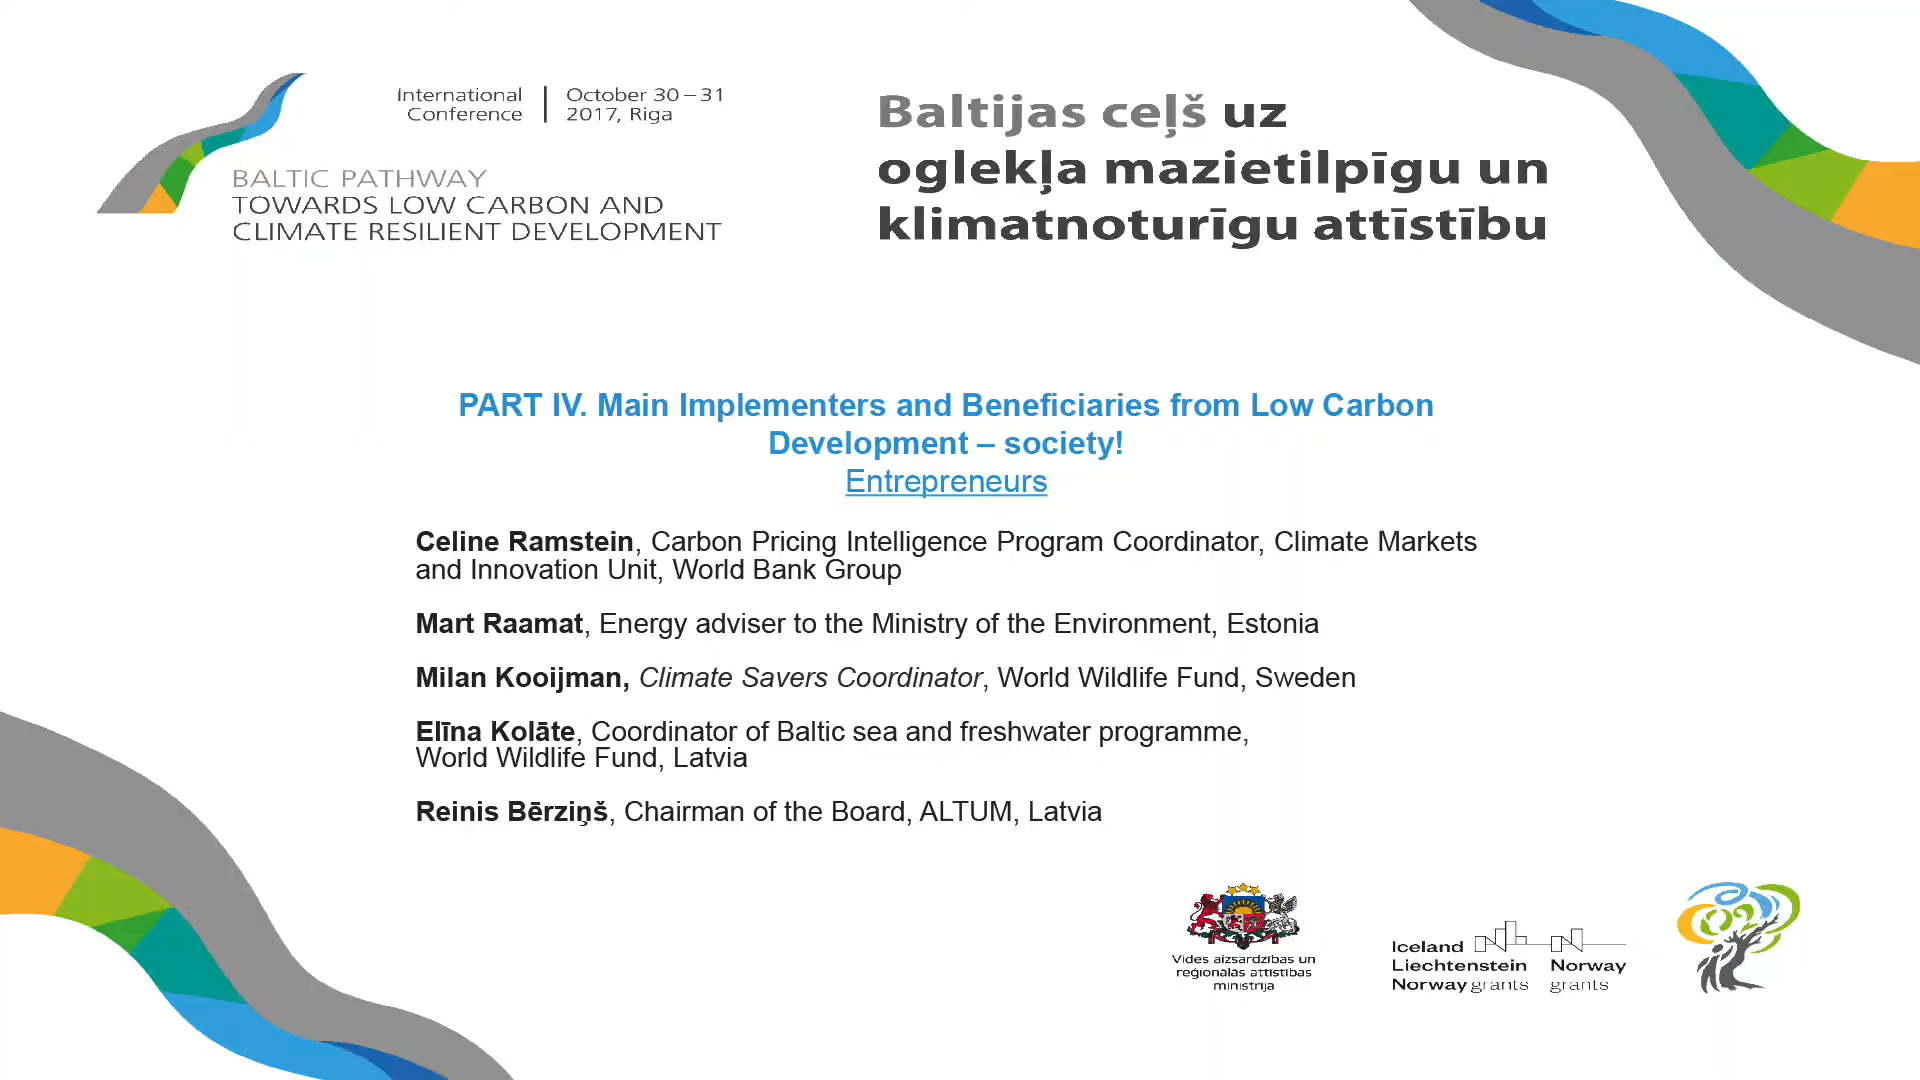 International
Conference
October 30 – 31
2017, Riga
BALTIC PATHWAY
TOWARDS LOW CARBON AND
CLIMATE RESILIENT DEVELOPMENT
Baltijas ceļš uz
oglekļa mazietilpīgu un
klimatnoturīgu attīstību
PART IV. Main Implementers and Beneficiaries from Low Carbon
Development – society!
Entrepreneurs
Celine Ramstein, Carbon Pricing Intelligence Program Coordinator, Climate Markets
and Innovation Unit, World Bank Group
Mart Raamat, Energy adviser to the Ministry of the Environment, Estonia
Milan Kooijman, Climate Savers Coordinator, World Wildlife Fund, Sweden
Elīna Kolāte, Coordinator of Baltic sea and freshwater programme,
World Wildlife Fund, Latvia
Reinis Bērziņš, Chairman of the Board, ALTUM, Latvia
Vides aizsardzības un
reģionālās attīstības
ministrija
Iceland
Liechtenstein
Norway grants
Norway
grants